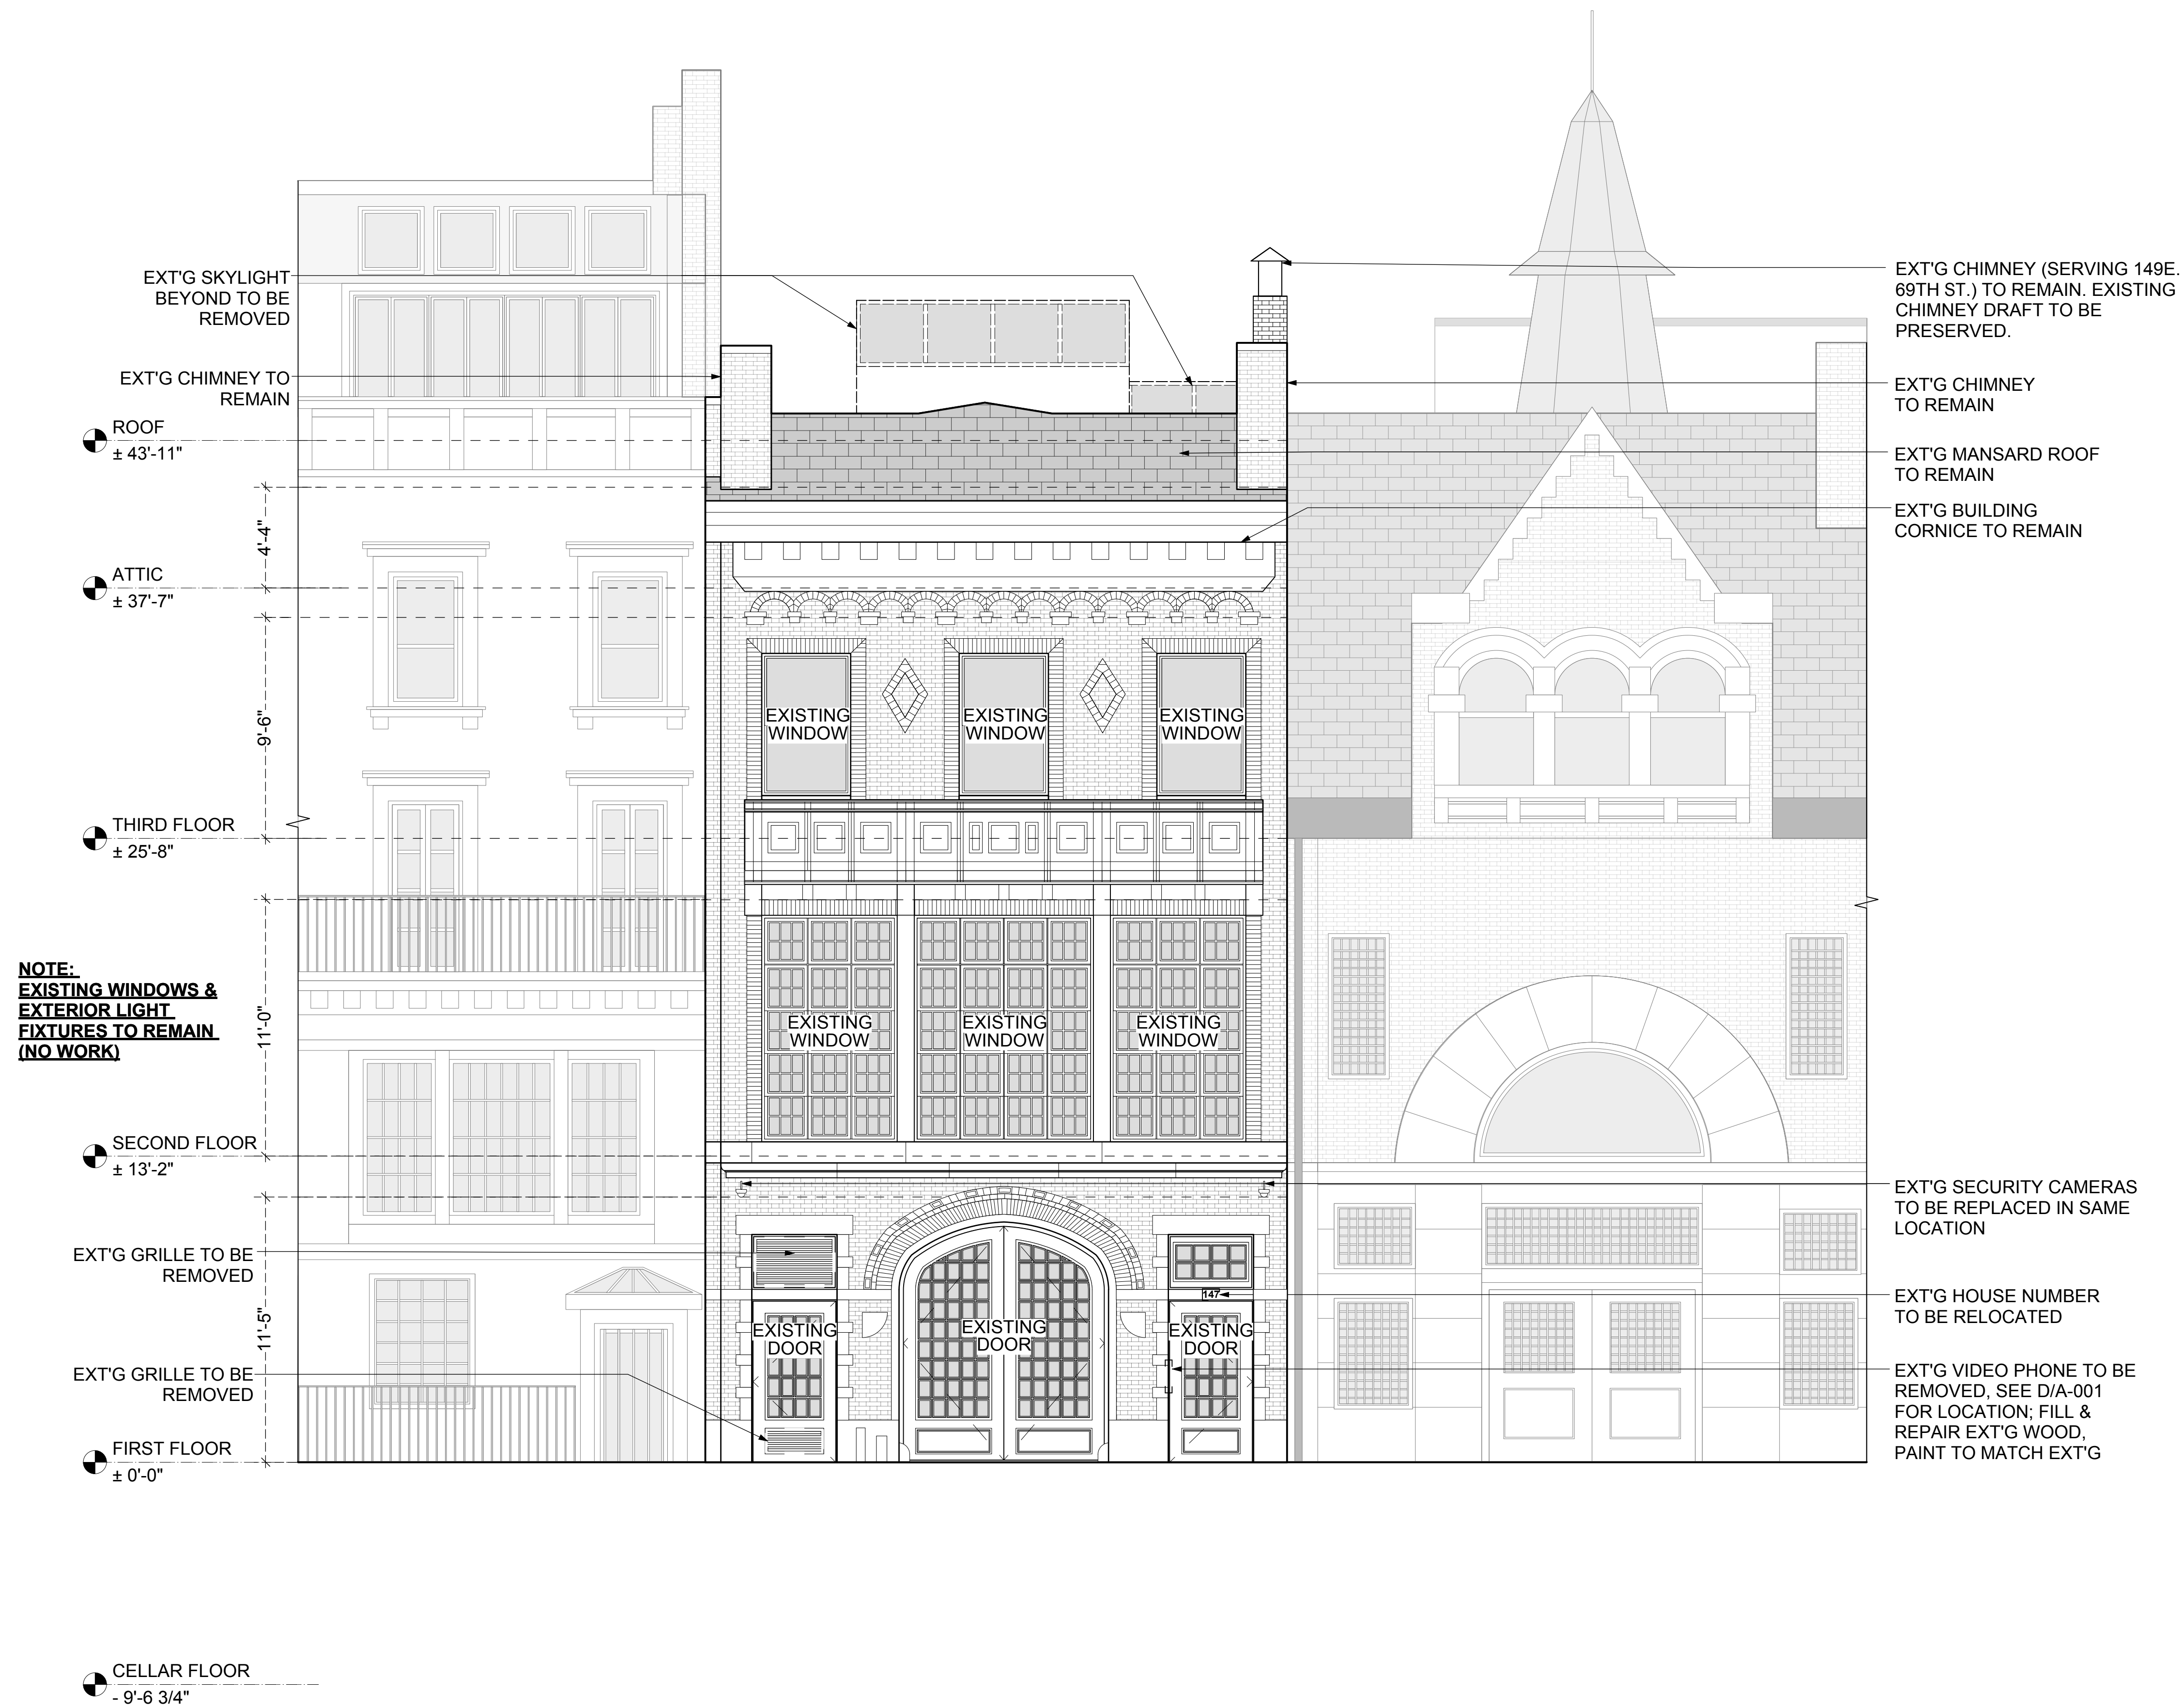 EXT'G SKYLIGHT
BEYOND TO BE
REMOVED
EXT'G CHIMNEY TO
REMAIN
ROOF
± 43'-11"
4'-4"
ATTIC
± 37'-7"
9'-6"
THIRD FLOOR
± 25'-8"
NOTE:
EXISTING WINDOWS &
EXTERIOR LIGHT
FIXTURES TO REMAIN
(NO WORK)
11'-0"
SECOND FLOOR
± 13'-2"
EXT'G GRILLE TO BE
REMOVED
11'-5"
EXT'G GRILLE TO BE
REMOVED
FIRST FLOOR
± 0'-0"
CELLAR FLOOR
- 9'-6 3/4"
EXISTING
WINDOW
EXISTING
WINDOW
EXISTING
WINDOW
EXISTING
WINDOW
EXISTING
WINDOW
EXISTING
WINDOW
147
EXISTING
DOOR
EXISTING
DOOR
EXISTING
DOOR
EXT'G CHIMNEY (SERVING 149E.
69TH ST.) TO REMAIN. EXISTING
CHIMNEY DRAFT TO BE
PRESERVED.
EXT'G CHIMNEY
TO REMAIN
EXT'G MANSARD ROOF
TO REMAIN
EXT'G BUILDING
CORNICE TO REMAIN
EXT'G SECURITY CAMERAS
TO BE REPLACED IN SAME
LOCATION
EXT'G HOUSE NUMBER
TO BE RELOCATED
EXT'G VIDEO PHONE TO BE
REMOVED, SEE D/A-001
FOR LOCATION; FILL &
REPAIR EXT'G WOOD,
PAINT TO MATCH EXT'G